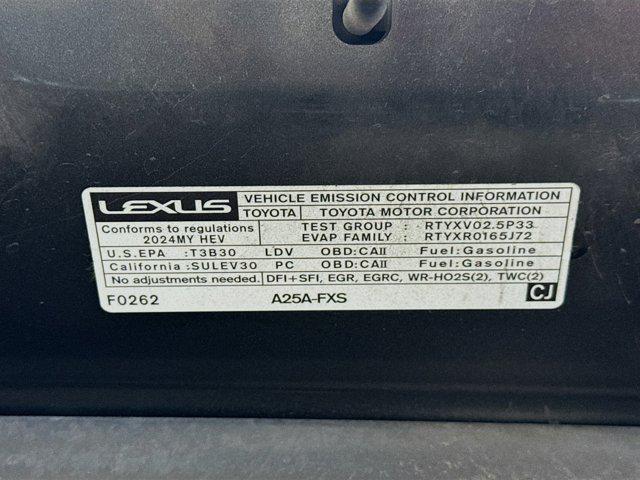 LEXUS VEHICLE EMISSION CONTROL INFORMATION
TOYOTA TOYOTA MOTOR CORPORATION
Conforms to regulations TEST GROUP : RTYXV02.5P33
2024MY HEV EVAP FAMILY : RTYXR0165J72
U.S.EPA :T3B30 LDV OBD:CAII Fuel:Gasoline
California :SULEV30 PC OBD:CAII Fuel:Gasoline
No adjustments needed. DFI+SFI, EGR, EGRC, WR-HO2S(2), TWC(2)
F0262 A25A-FXS CJ